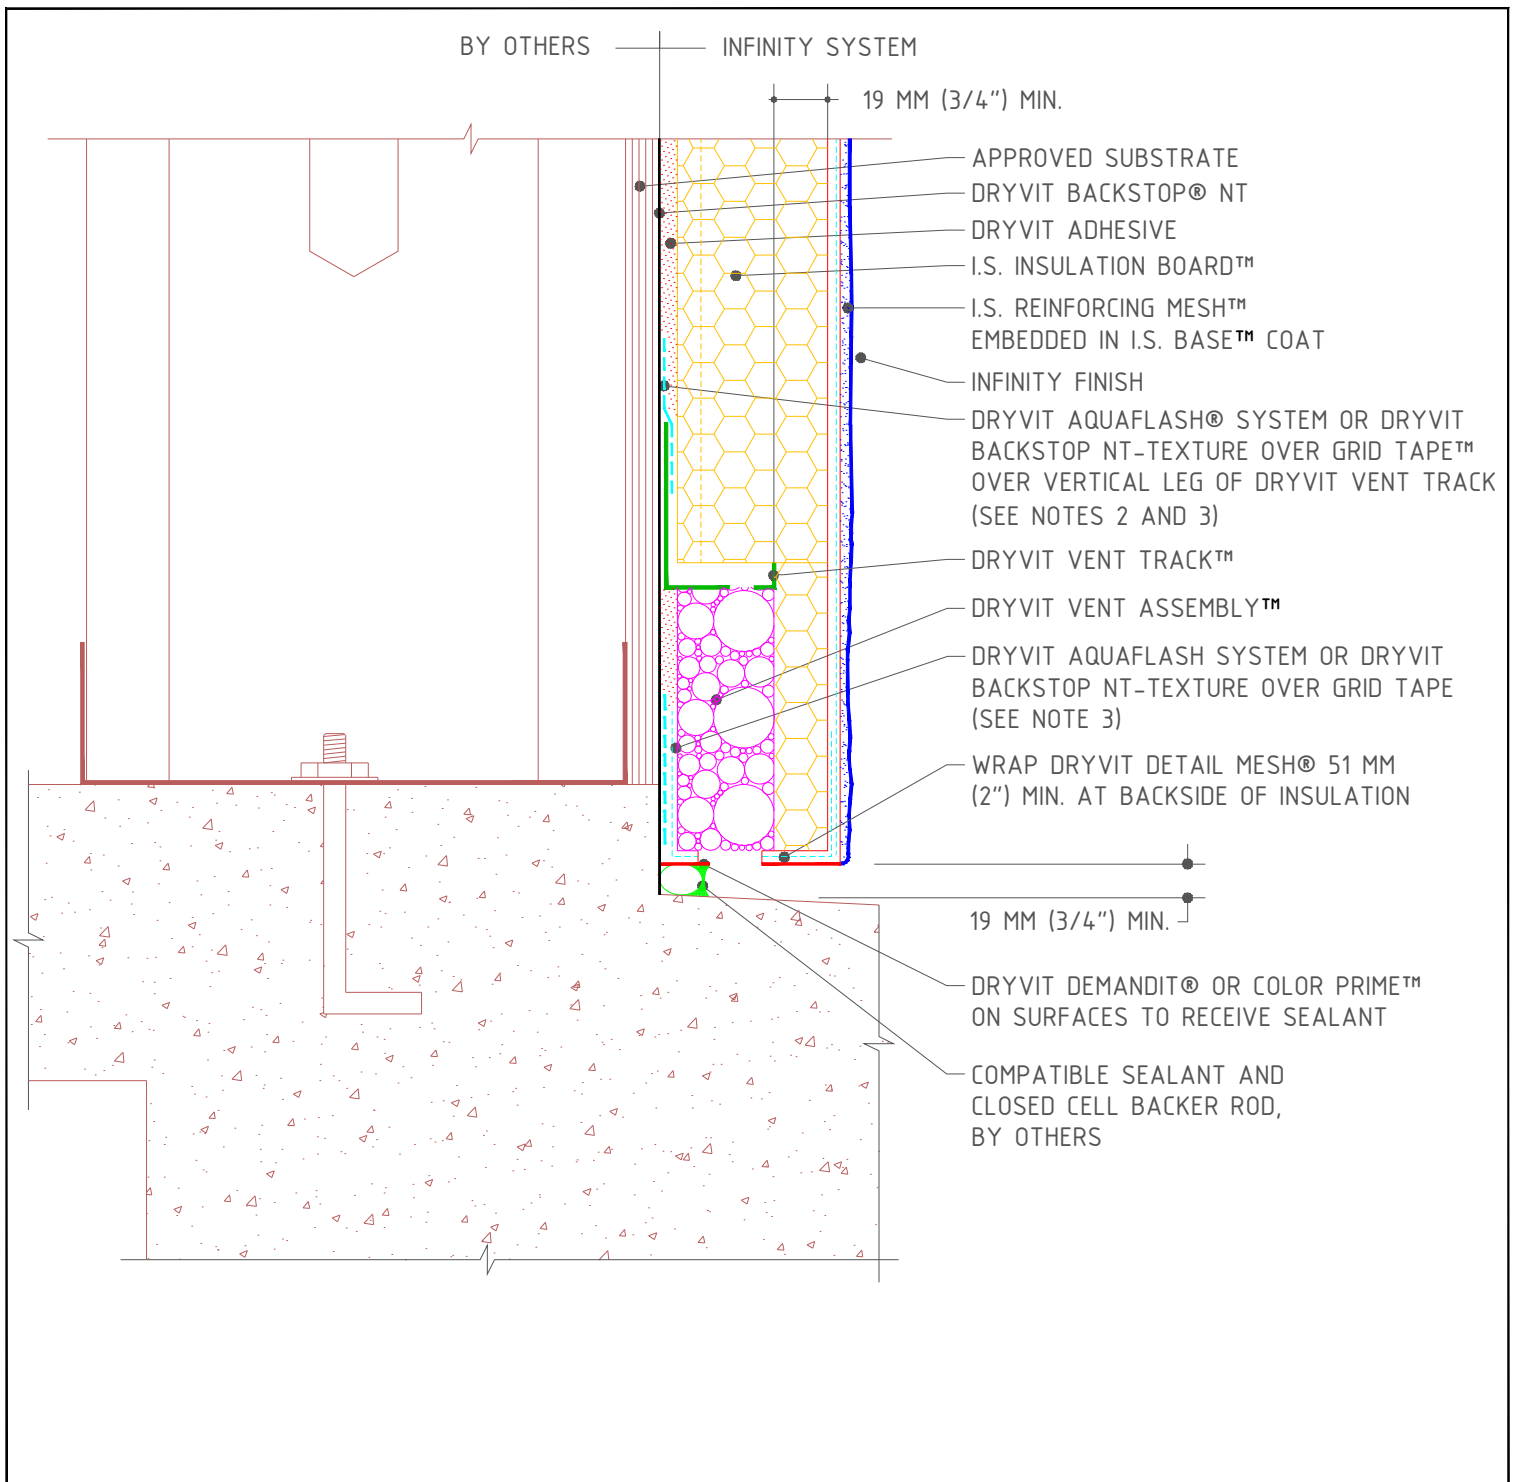 BY OTHERS
INFINITY SYSTEM
19 MM (3/4") MIN.
APPROVED SUBSTRATE
DRYVIT BACKSTOP® NT
DRYVIT ADHESIVE
I.S. INSULATION BOARD™
I.S. REINFORCING MESH™
EMBEDDED IN I.S. BASE™ COAT
INFINITY FINISH
DRYVIT AQUAFLASH® SYSTEM OR DRYVIT
BACKSTOP NT-TEXTURE OVER GRID TAPE™
OVER VERTICAL LEG OF DRYVIT VENT TRACK
(SEE NOTES 2 AND 3)
DRYVIT VENT TRACK™
DRYVIT VENT ASSEMBLY™
DRYVIT AQUAFLASH SYSTEM OR DRYVIT
BACKSTOP NT-TEXTURE OVER GRID TAPE
(SEE NOTE 3)
WRAP DRYVIT DETAIL MESH® 51 MM
(2") MIN. AT BACKSIDE OF INSULATION
19 MM (3/4") MIN.
DRYVIT DEMANDIT® OR COLOR PRIME™
ON SURFACES TO RECEIVE SEALANT
COMPATIBLE SEALANT AND
CLOSED CELL BACKER ROD,
BY OTHERS